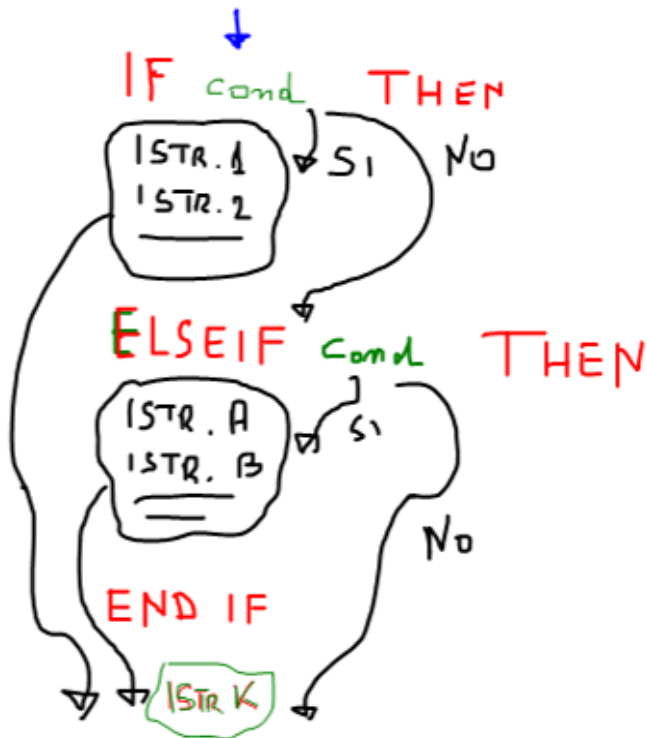 IF cond THEN
ISTR. 1 SI NO
ISTR. 2
ELSEIF cond THEN
ISTR. A SI
ISTR. B
NO
END IF
ISTR K